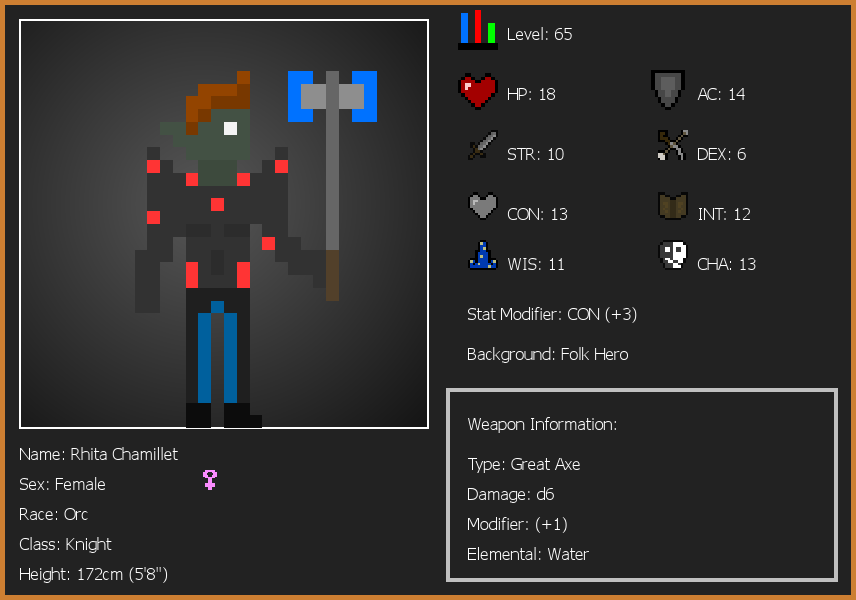 Level: 65
HP: 18
AC: 14
STR: 10
DEX: 6
CON: 13
INT: 12
WIS: 11
CHA: 13
Stat Modifier: CON (+3)
Background: Folk Hero
Weapon Information:
Type: Great Axe
Damage: d6
Modifier: (+1)
Elemental: Water
Name: Rhita Chamillet
Sex: Female
Race: Orc
Class: Knight
Height: 172cm (5'8")